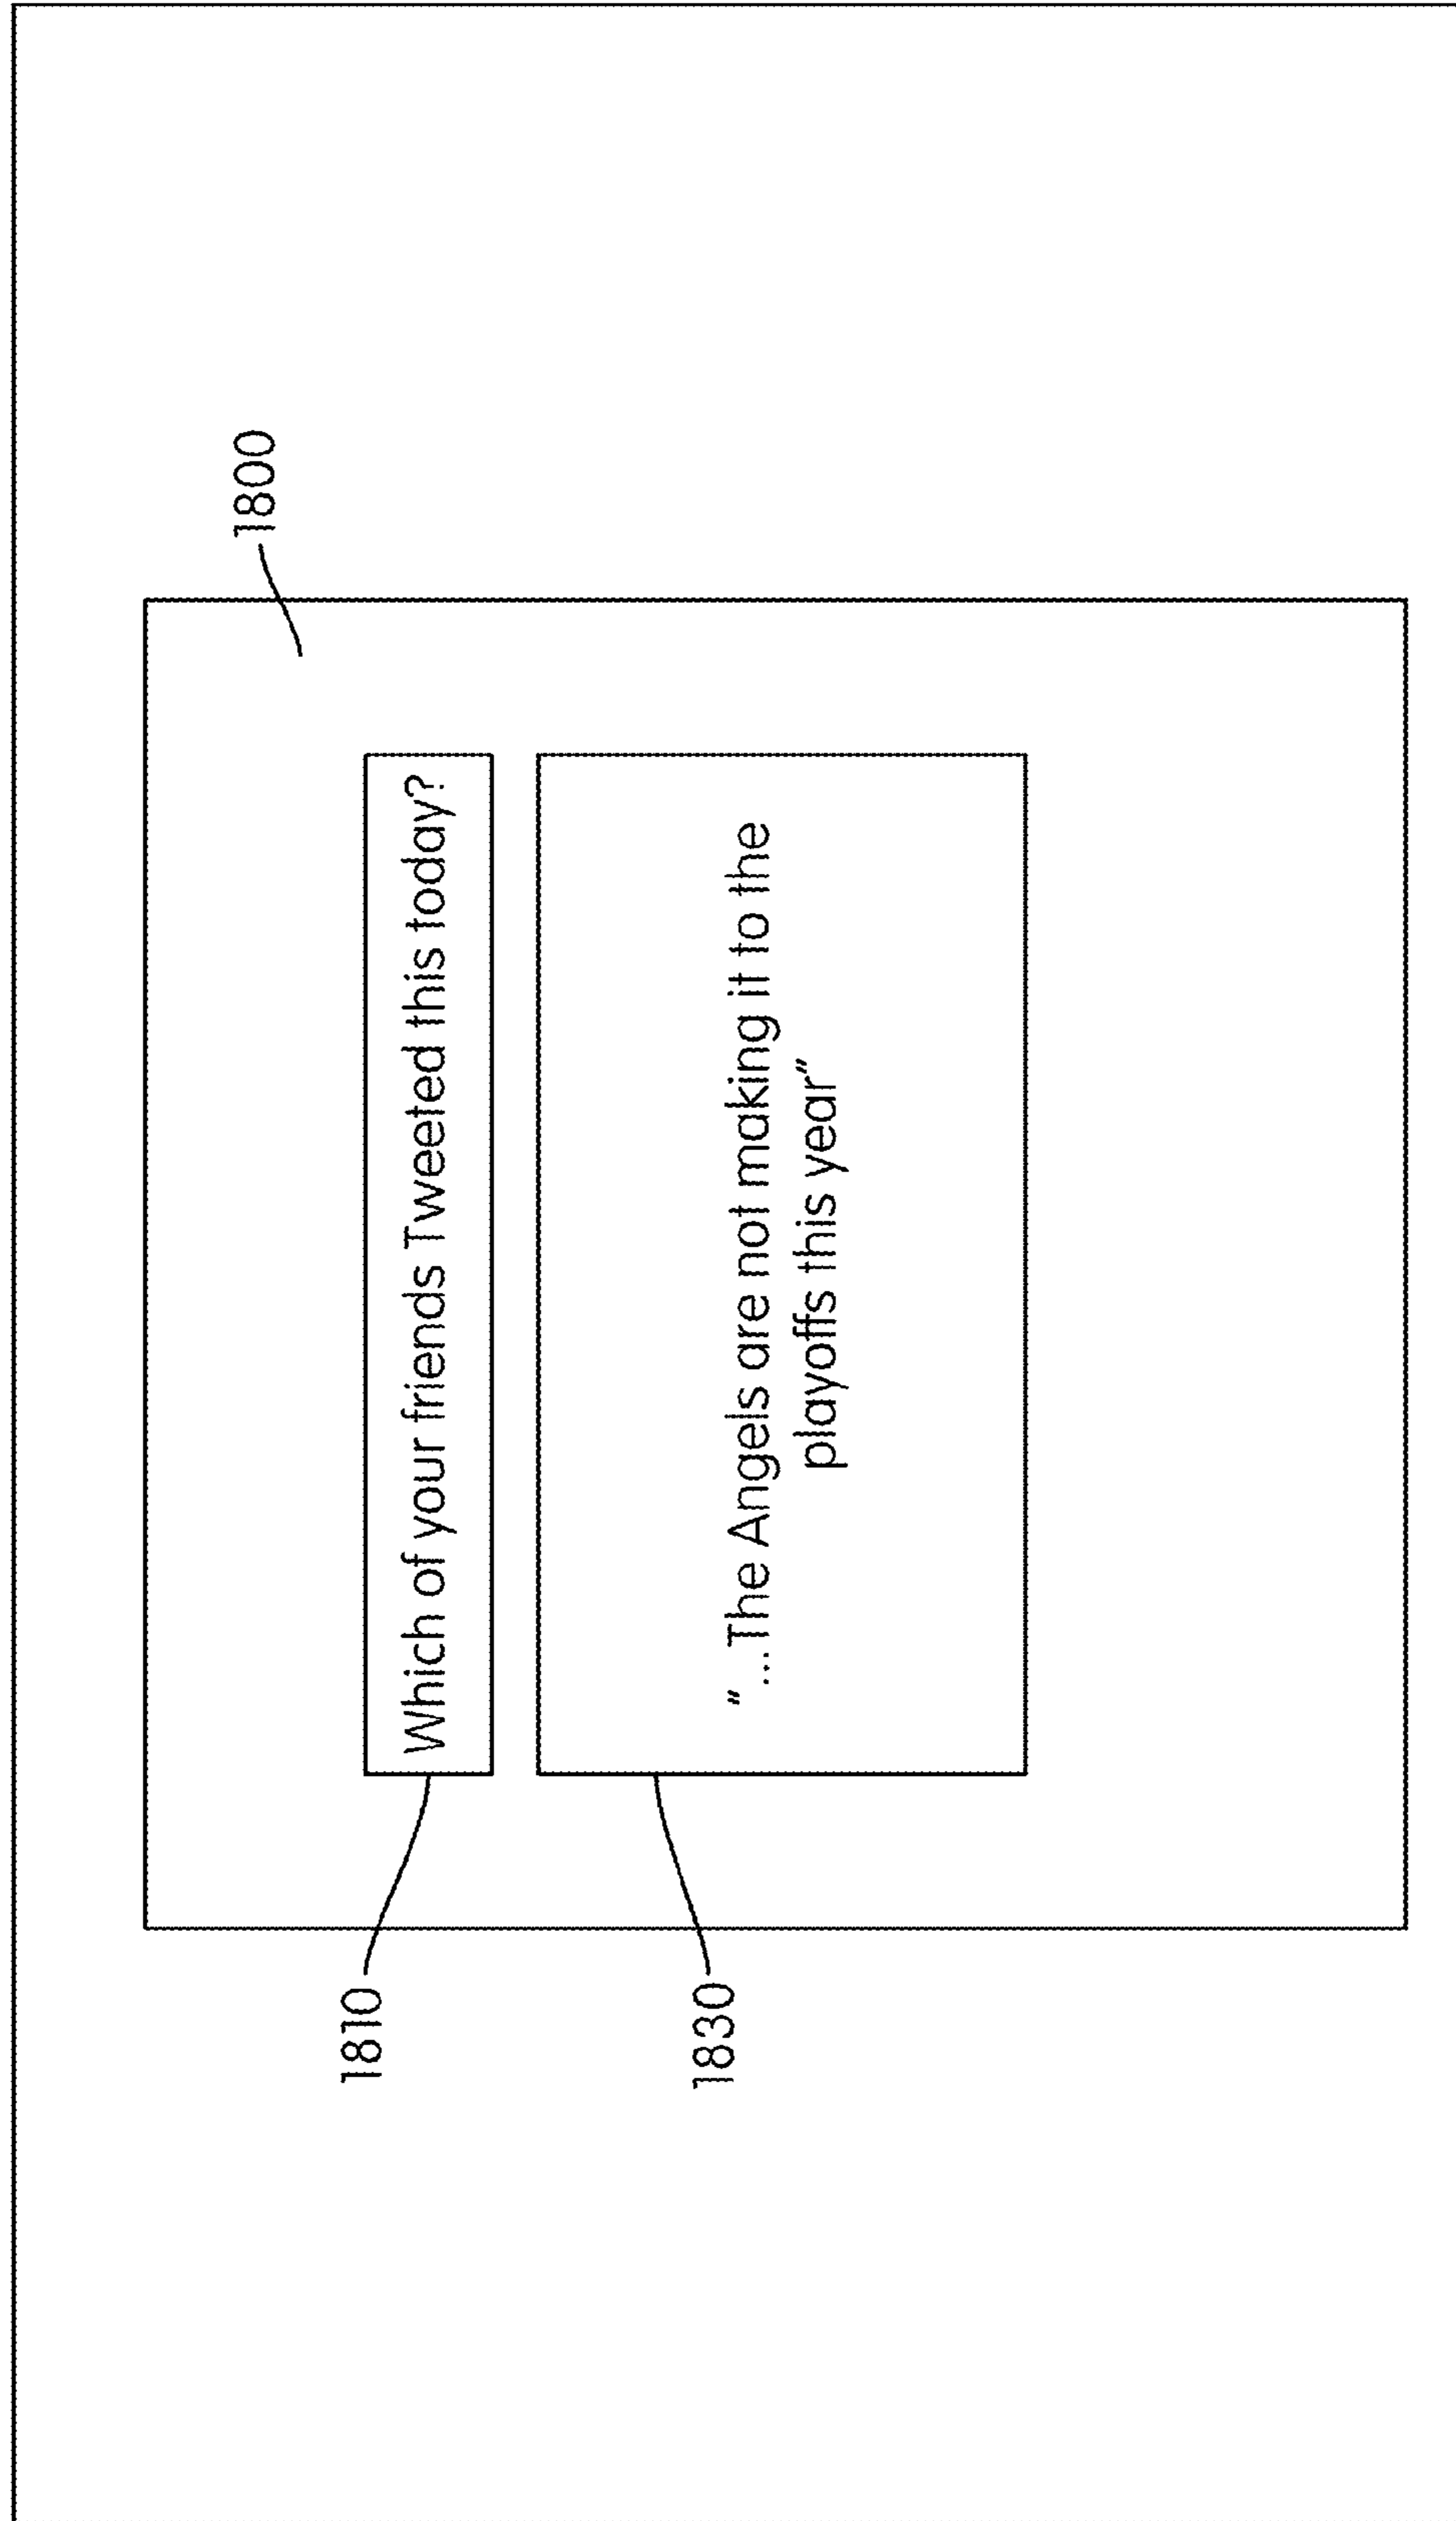 1800
1810
Which of your friends Tweeted this today?
1830
"...The Angels are not making it to the
playoffs this year"